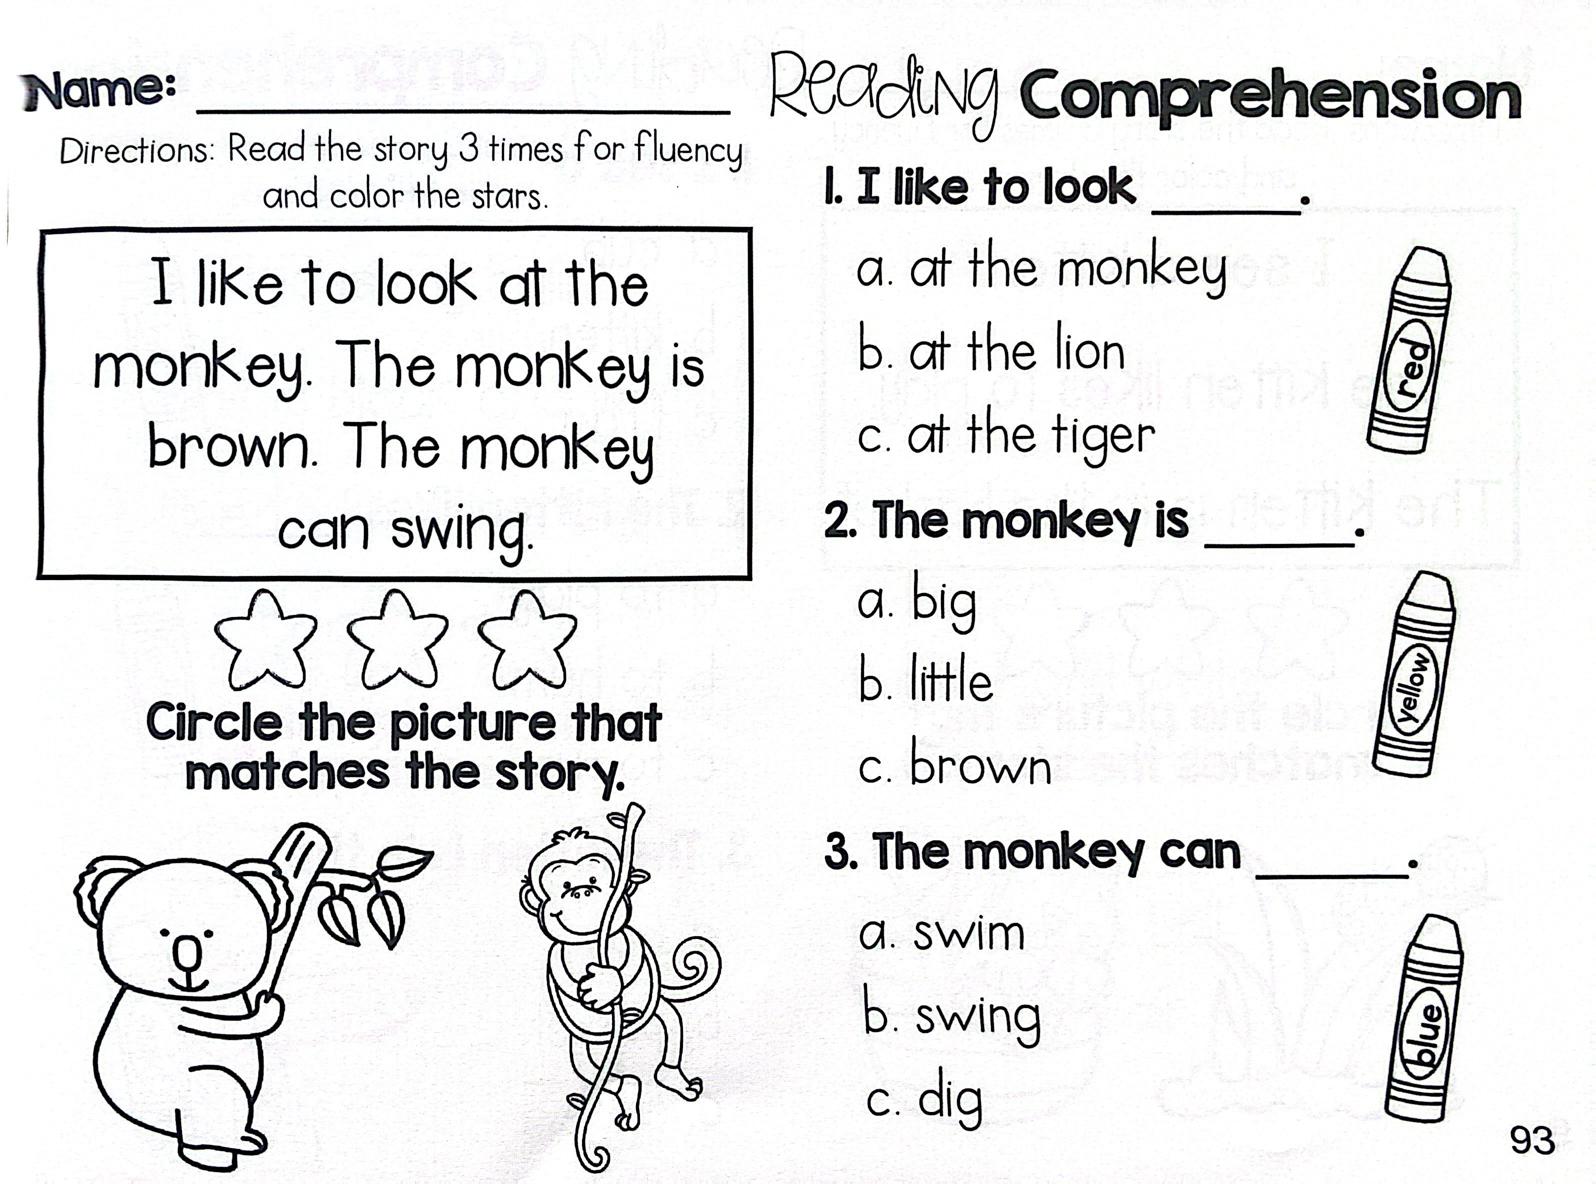 Name:
Directions: Read the story 3 times for fluency
and color the stars.
I like to look at the
monkey. The monkey is
brown. The monkey
can swing.
Circle the picture that
matches the story.
Reading Comprehension
1. I like to look ______.
a. at the monkey
b. at the lion
c. at the tiger
red
2. The monkey is ______.
a. big
b. little
c. brown
yellow
3. The monkey can ______.
a. swim
b. swing
c. dig
blue
93